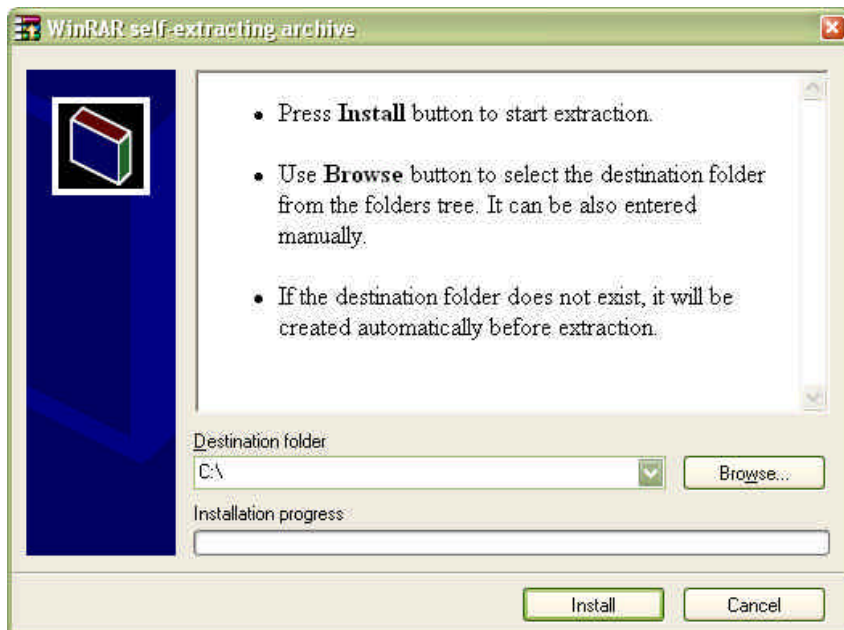 WinRAR self-extracting archive
• Press Install button to start extraction.
• Use Browse button to select the destination folder
from the folders tree. It can be also entered
manually.
• If the destination folder does not exist, it will be
created automatically before extraction.
Destination folder
C:\
Browse...
Installation progress
Install
Cancel